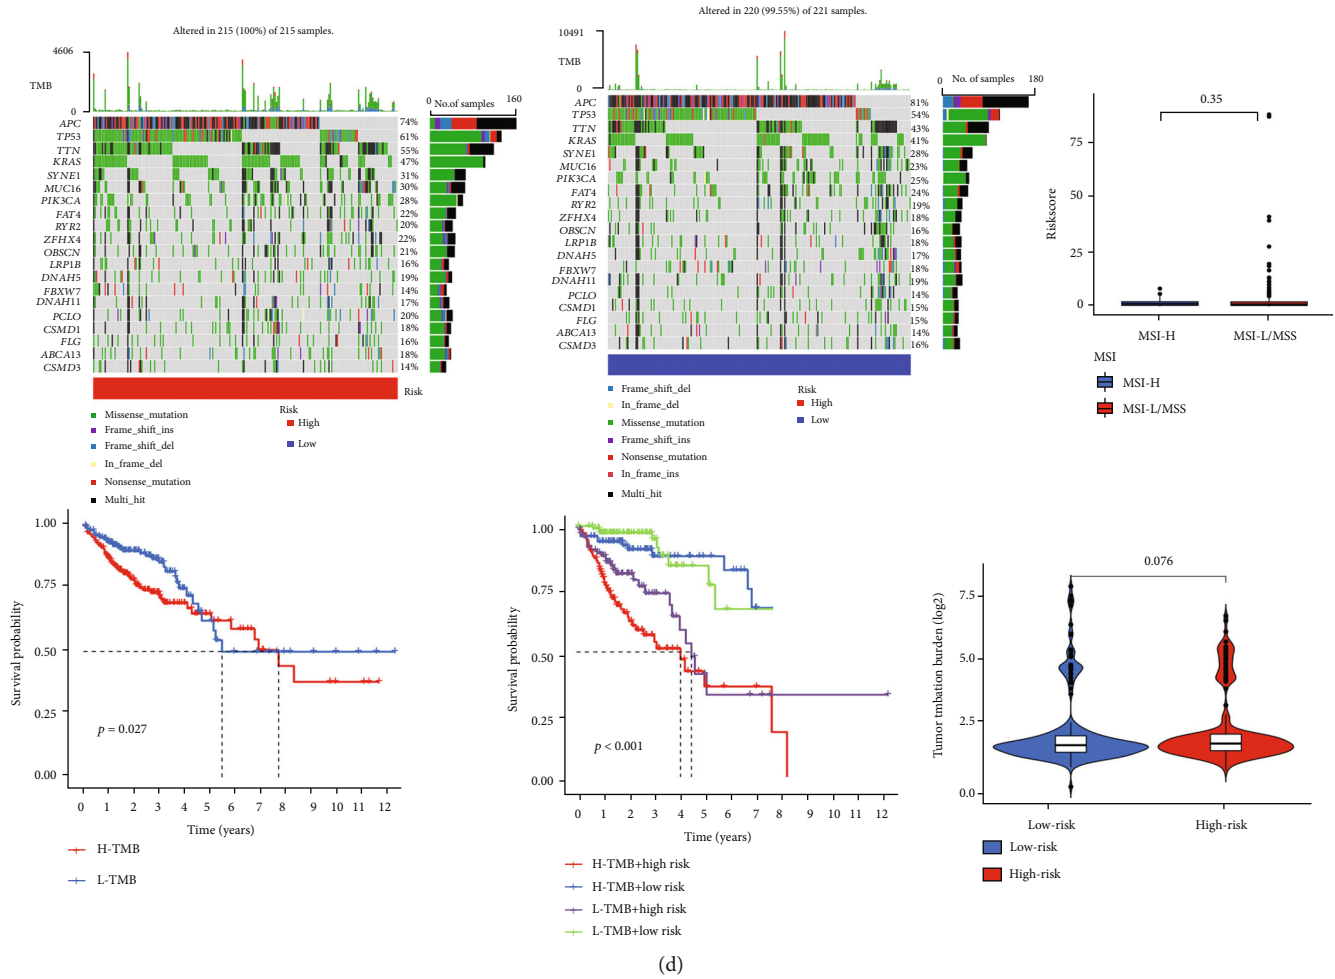 Altered in 215 (100%) of 215 samples.
4606
TMB
0
0 160
No.of samples
APC 74%
TP53 61%
TTN 55%
KRAS 47%
SYNE1 31%
MUC16 30%
PIK3CA 28%
FAT4 22%
RYR2 20%
ZFHX4 22%
OBSCN 21%
LRP1B 16%
DNAH5 19%
FBXW7 14%
DNAH11 17%
PCLO 20%
CSMD1 18%
FLG 16%
ABCA13 18%
CSMD3 14%
Risk
Missense_mutation
Frame_shift_ins
Frame_shift_del
In_frame_del
Nonsense_mutation
Multi_hit
Risk
High
Low
Altered in 220 (99.55%) of 221 samples.
10491
TMB
0
0 No. of samples 180
APC 81%
TP53 54%
TTN 43%
KRAS 41%
SYNE1 28%
MUC16 23%
PIK3CA 25%
FAT4 24%
RYR2 19%
ZFHX4 18%
OBSCN 16%
LRP1B 18%
DNAH5 17%
FBXW7 18%
DNAH11 19%
PCLO 14%
CSMD1 15%
FLG 15%
ABCA13 14%
CSMD3 16%
Frame_shift_del
In_frame_del
Missense_mutation
Frame_shift_ins
Nonsense_mutation
In_frame_ins
Multi_hit
Risk
High
Low
0.35
75
50
25
0
Riskscore
MSI-H MSI-L/MSS
MSI
MSI-H
MSI-L/MSS
1.00
0.75
0.50
0.25
0.00
Survival probability
p = 0.027
0 1 2 3 4 5 6 7 8 9 10 11 12
Time (years)
H-TMB
L-TMB
1.00
0.75
0.50
0.25
0.00
Survival probability
p < 0.001
0 1 2 3 4 5 6 7 8 9 10 11 12
Time (years)
H-TMB+high risk
H-TMB+low risk
L-TMB+high risk
L-TMB+low risk
0.076
7.5
5.0
2.5
0.0
Tumor tmbation burden (log2)
Low-risk High-risk
Low-risk
High-risk
(d)